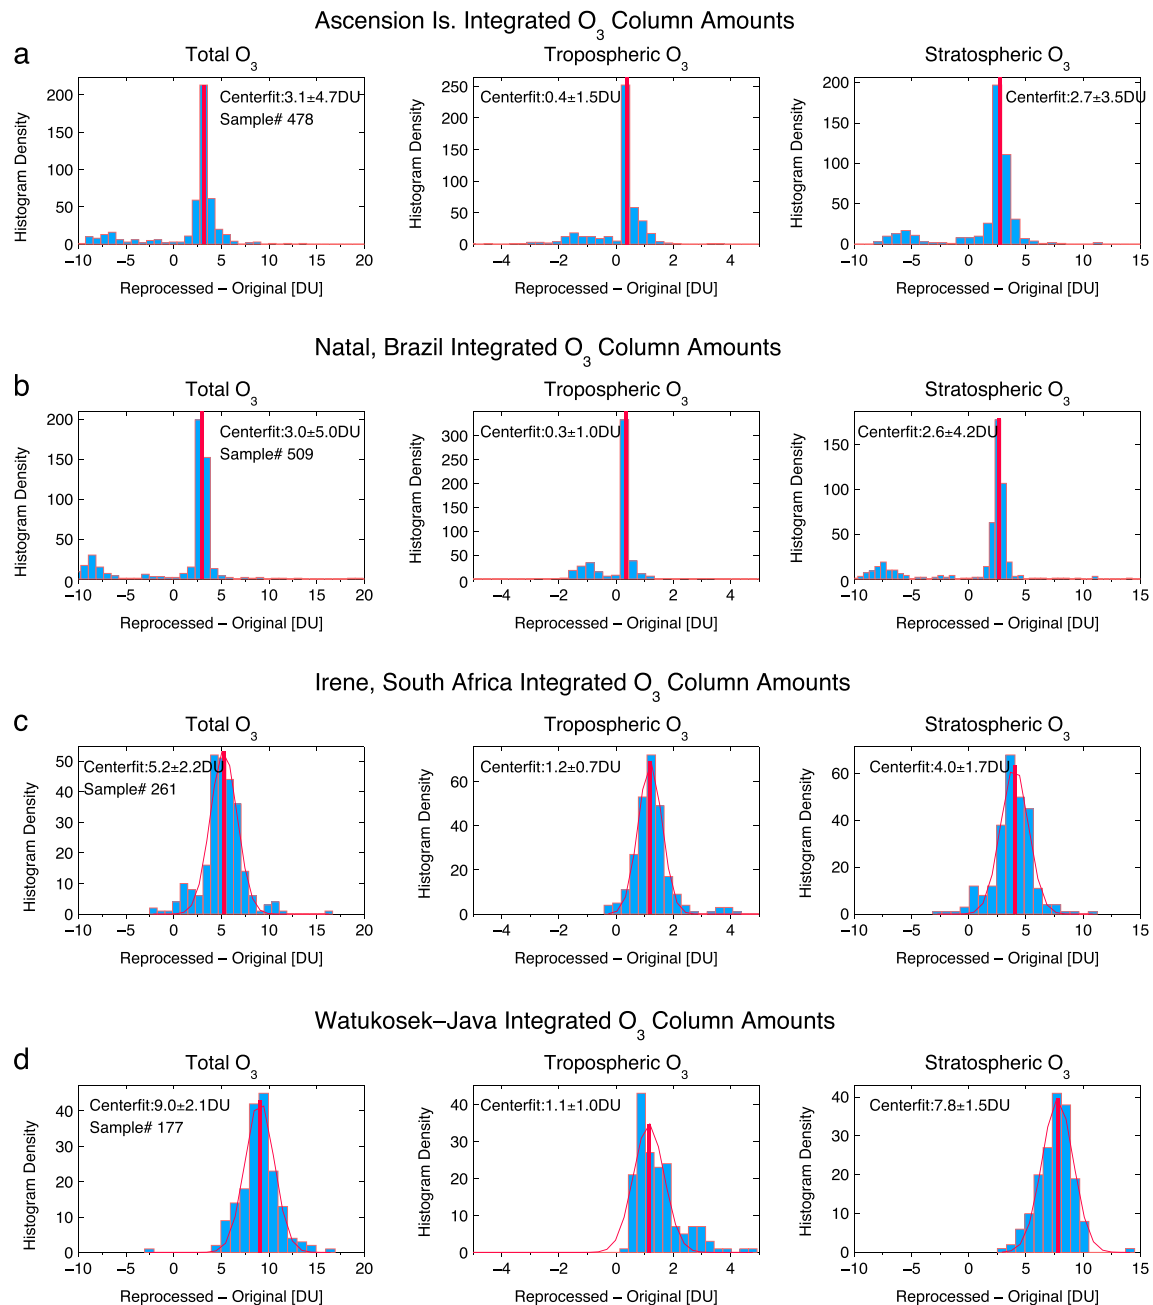 Ascension Is. Integrated O3 Column Amounts
a
Total O3
Tropospheric O3
Stratospheric O3
Histogram Density
200
150
100
50
0
Centerfit:3.1±4.7DU
Sample# 478
−10 −5 0 5 10 15 20
Reprocessed − Original [DU]
Histogram Density
250
200
150
100
50
0
Centerfit:0.4±1.5DU
−4 −2 0 2 4
Reprocessed − Original [DU]
Histogram Density
200
150
100
50
0
Centerfit:2.7±3.5DU
−10 −5 0 5 10 15
Reprocessed − Original [DU]
Natal, Brazil Integrated O3 Column Amounts
b
Total O3
Tropospheric O3
Stratospheric O3
Histogram Density
200
150
100
50
0
Centerfit:3.0±5.0DU
Sample# 509
−10 −5 0 5 10 15 20
Reprocessed − Original [DU]
Histogram Density
300
250
200
150
100
50
0
Centerfit:0.3±1.0DU
−4 −2 0 2 4
Reprocessed − Original [DU]
Histogram Density
150
100
50
0
Centerfit:2.6±4.2DU
−10 −5 0 5 10 15
Reprocessed − Original [DU]
Irene, South Africa Integrated O3 Column Amounts
c
Total O3
Tropospheric O3
Stratospheric O3
Histogram Density
50
40
30
20
10
0
Centerfit:5.2±2.2DU
Sample# 261
−10 −5 0 5 10 15 20
Reprocessed − Original [DU]
Histogram Density
60
40
20
0
Centerfit:1.2±0.7DU
−4 −2 0 2 4
Reprocessed − Original [DU]
Histogram Density
60
40
20
0
Centerfit:4.0±1.7DU
−10 −5 0 5 10 15
Reprocessed − Original [DU]
Watukosek−Java Integrated O3 Column Amounts
d
Total O3
Tropospheric O3
Stratospheric O3
Histogram Density
40
30
20
10
0
Centerfit:9.0±2.1DU
Sample# 177
−10 −5 0 5 10 15 20
Reprocessed − Original [DU]
Histogram Density
40
30
20
10
0
Centerfit:1.1±1.0DU
−4 −2 0 2 4
Reprocessed − Original [DU]
Histogram Density
40
30
20
10
0
Centerfit:7.8±1.5DU
−10 −5 0 5 10 15
Reprocessed − Original [DU]